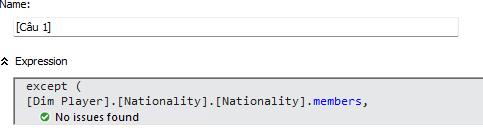 Name:
[Câu 1]
Expression
except (
[Dim Player].[Nationality].[Nationality].members,
No issues found